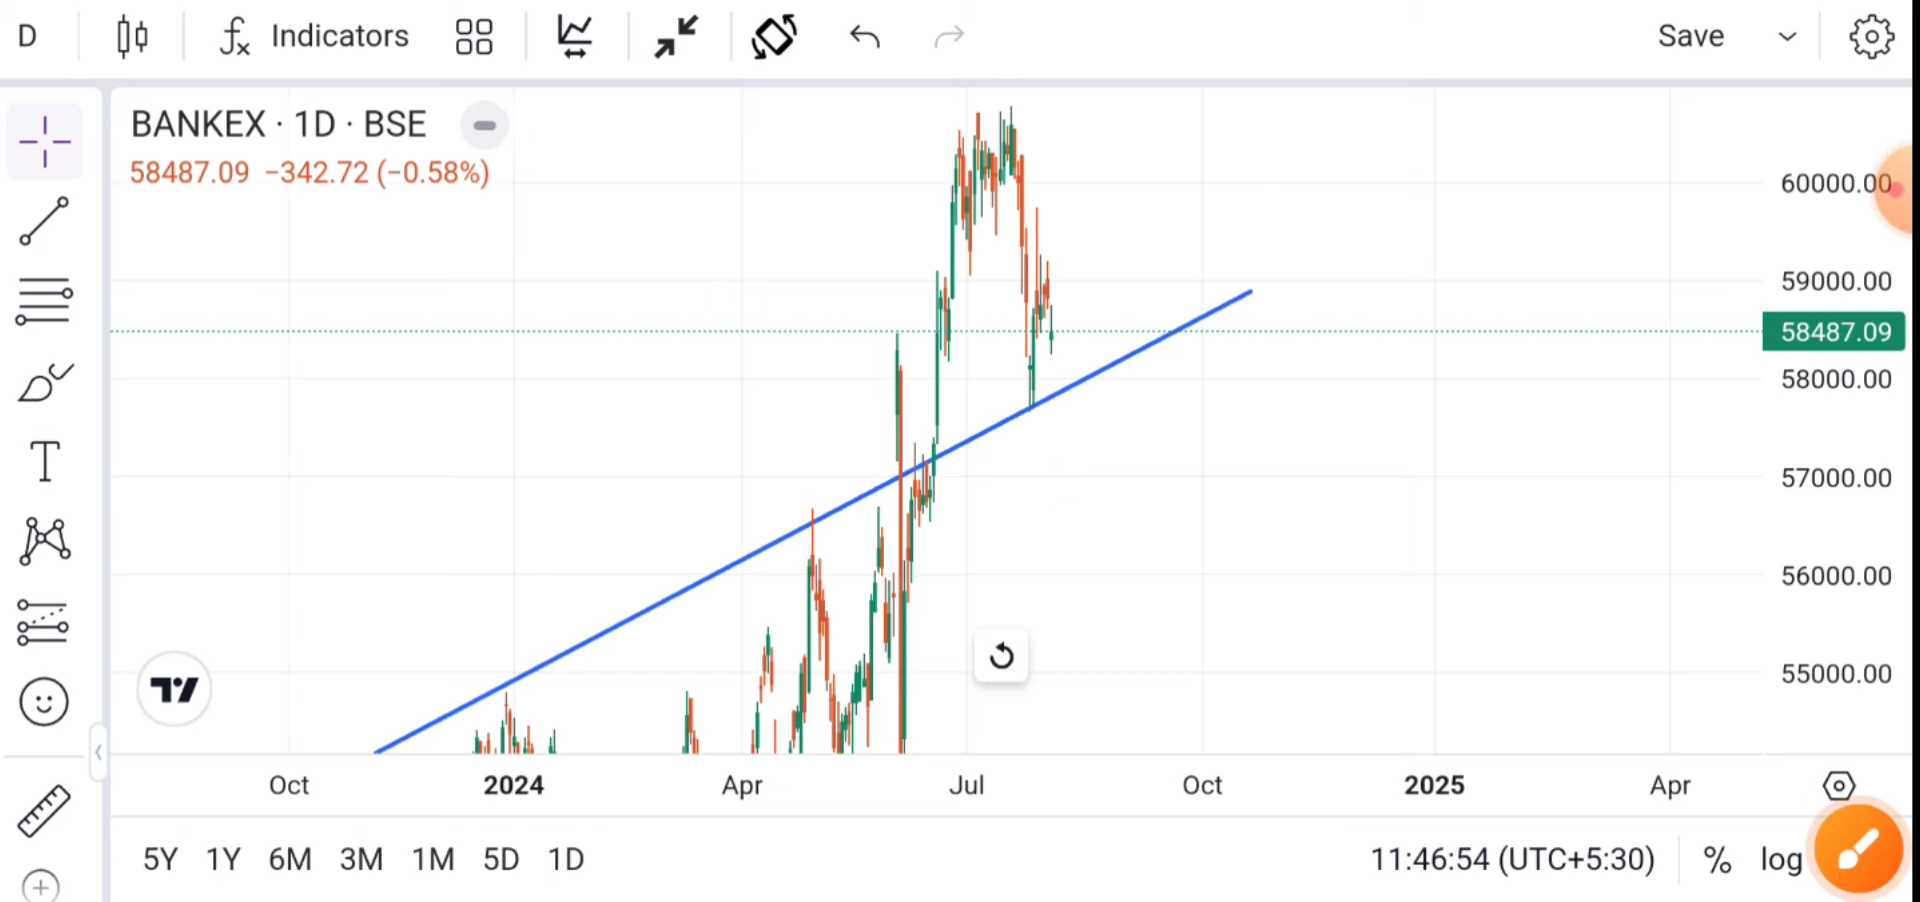 D Indicators Save
BANKEX · 1D · BSE
58487.09 −342.72 (−0.58%)
60000.00
59000.00
58487.09
58000.00
57000.00
56000.00
55000.00
Oct 2024 Apr Jul Oct 2025 Apr
5Y 1Y 6M 3M 1M 5D 1D 11:46:54 (UTC+5:30) % log